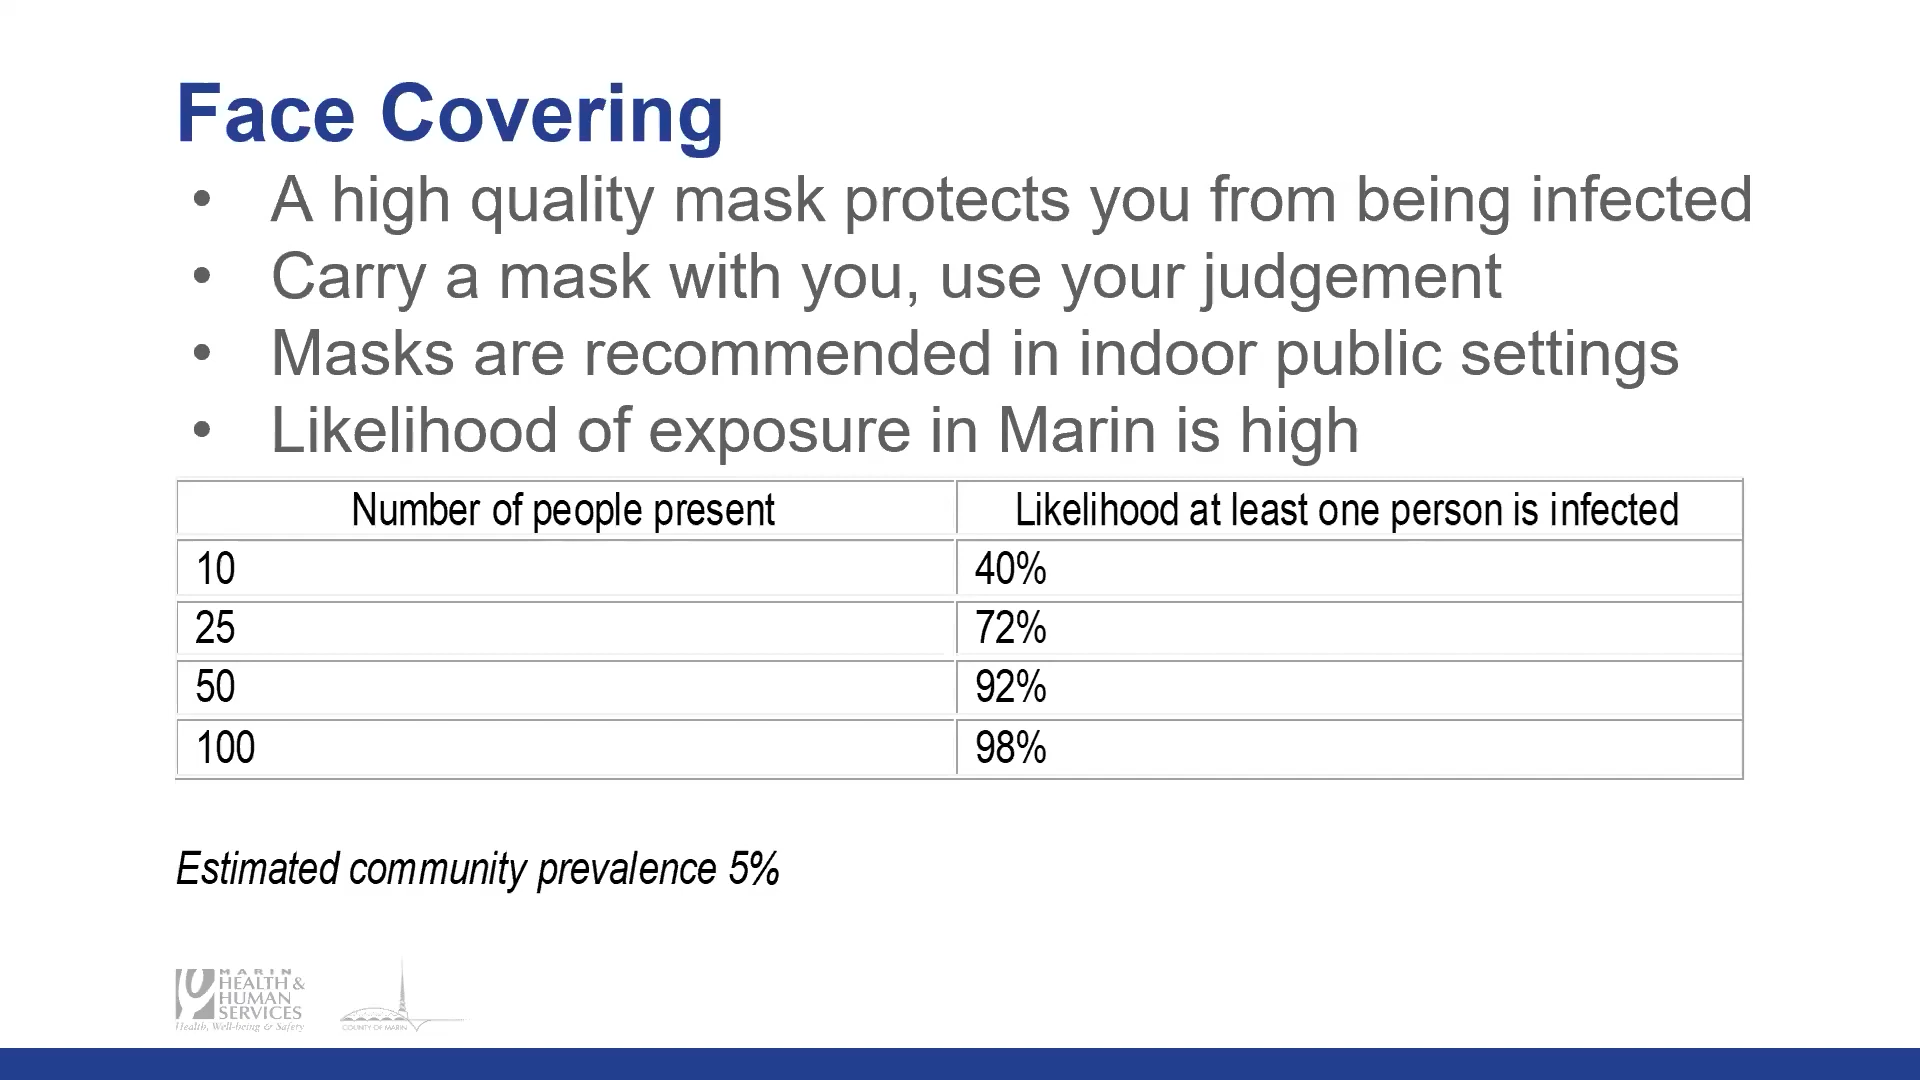 Face Covering
• A high quality mask protects you from being infected
• Carry a mask with you, use your judgement
• Masks are recommended in indoor public settings
• Likelihood of exposure in Marin is high
Number of people present Likelihood at least one person is infected
10 40%
25 72%
50 92%
100 98%
Estimated community prevalence 5%
MARIN
HEALTH &
HUMAN
SERVICES
Health, Well-being & Safety
COUNTY OF MARIN